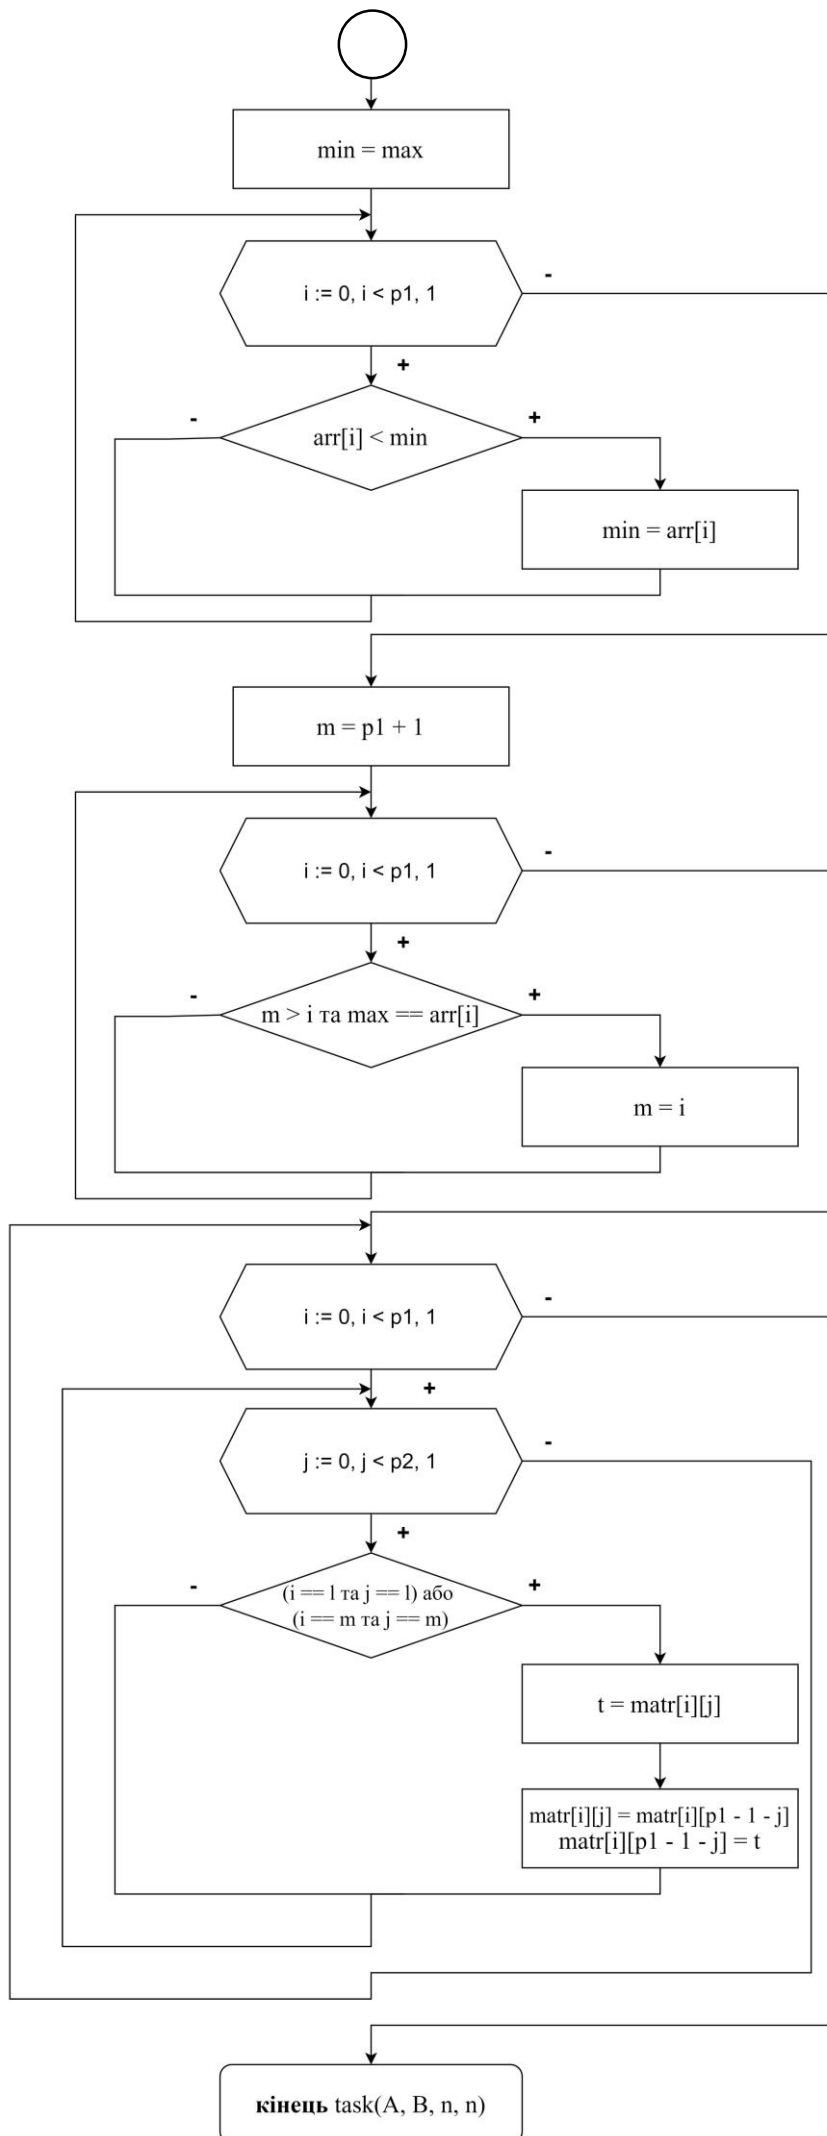 min = max
i := 0, i < p1, 1
-
+
-
arr[i] < min
+
min = arr[i]
m = p1 + 1
i := 0, i < p1, 1
-
+
-
m > i та max == arr[i]
+
m = i
i := 0, i < p1, 1
-
+
j := 0, j < p2, 1
-
+
-
(i == l та j == l) або
(i == m та j == m)
+
t = matr[i][j]
matr[i][j] = matr[i][p1 - 1 - j]
matr[i][p1 - 1 - j] = t
кінець task(A, B, n, n)